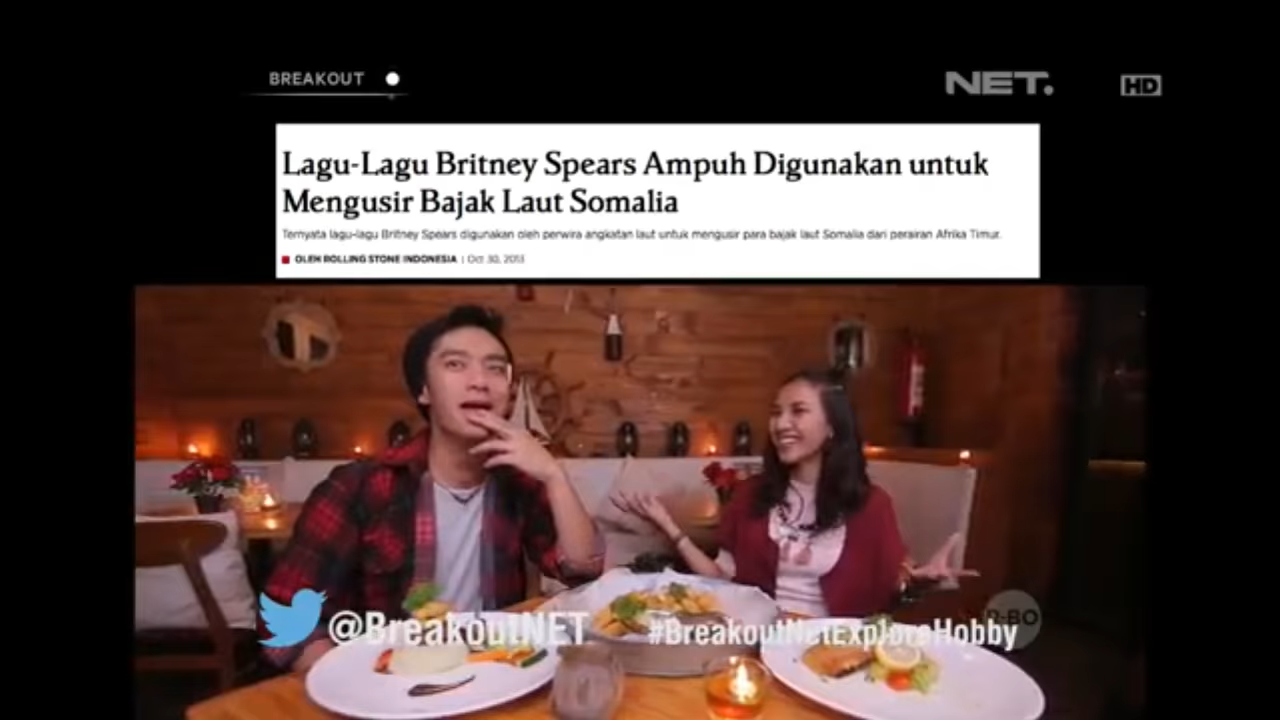 BREAKOUT
NET.
HD
Lagu-Lagu Britney Spears Ampuh Digunakan untuk
Mengusir Bajak Laut Somalia
Ternyata lagu-lagu Britney Spears digunakan oleh perwira angkatan laut untuk mengusir para bajak laut Somalia dari perairan Afrika Timur.
OLEH ROLLING STONE INDONESIA | Oct 30, 2013
@BreakoutNET
#BreakoutNetExploreHobby
R-BO